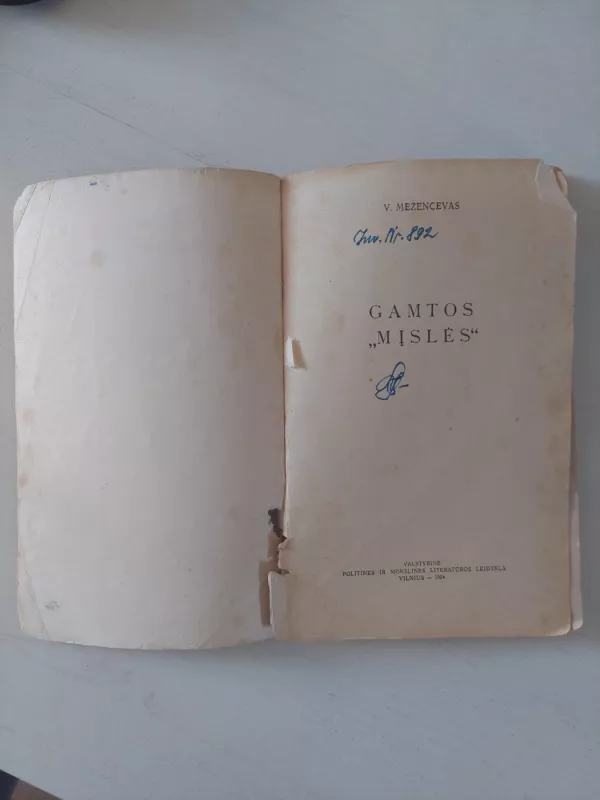 V. MEŽENCEVAS
Inv. Nr. 892
GAMTOS
„MĮSLĖS“
VALSTYBINĖ
POLITINĖS IR MOKSLINĖS LITERATŪROS LEIDYKLA
VILNIUS — 1954